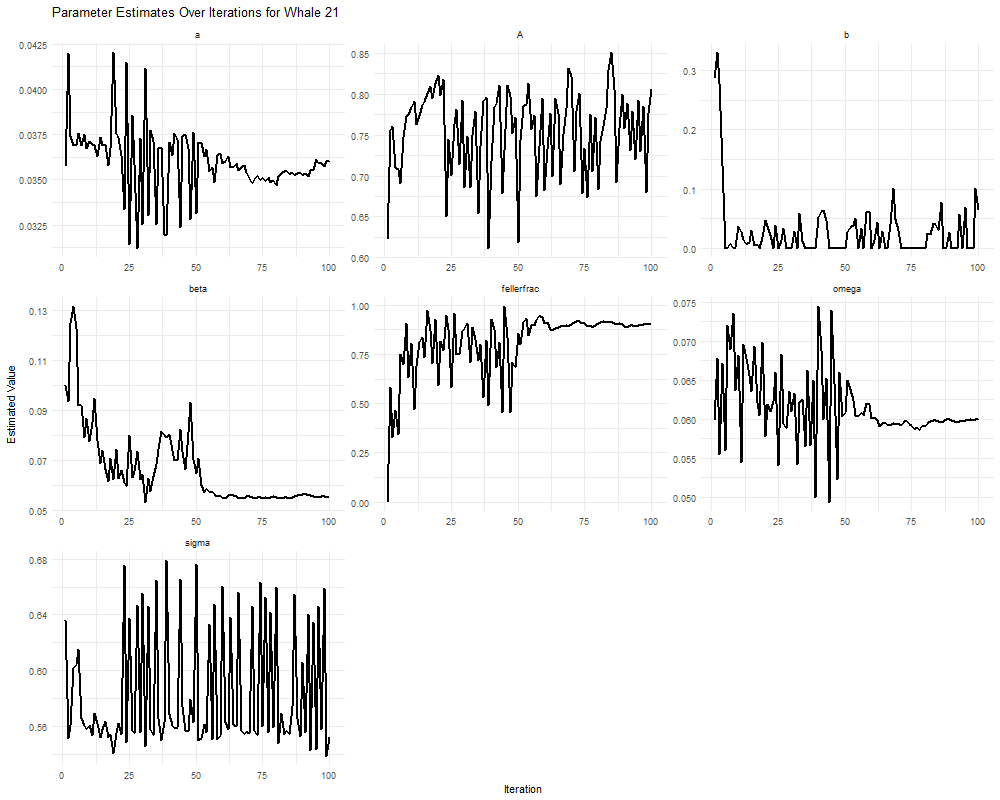 Parameter Estimates Over Iterations for Whale 21
a
A
b
0.0425
0.0400
0.0375
0.0350
0.0325
0.85
0.80
0.75
0.70
0.65
0.60
0.3
0.2
0.1
0.0
0 25 50 75 100
0 25 50 75 100
0 25 50 75 100
beta
fellerfrac
omega
0.13
0.11
0.09
0.07
0.05
1.00
0.75
0.50
0.25
0.00
0.075
0.070
0.065
0.060
0.055
0.050
0 25 50 75 100
0 25 50 75 100
0 25 50 75 100
Estimated Value
sigma
0.68
0.64
0.60
0.56
0 25 50 75 100
Iteration